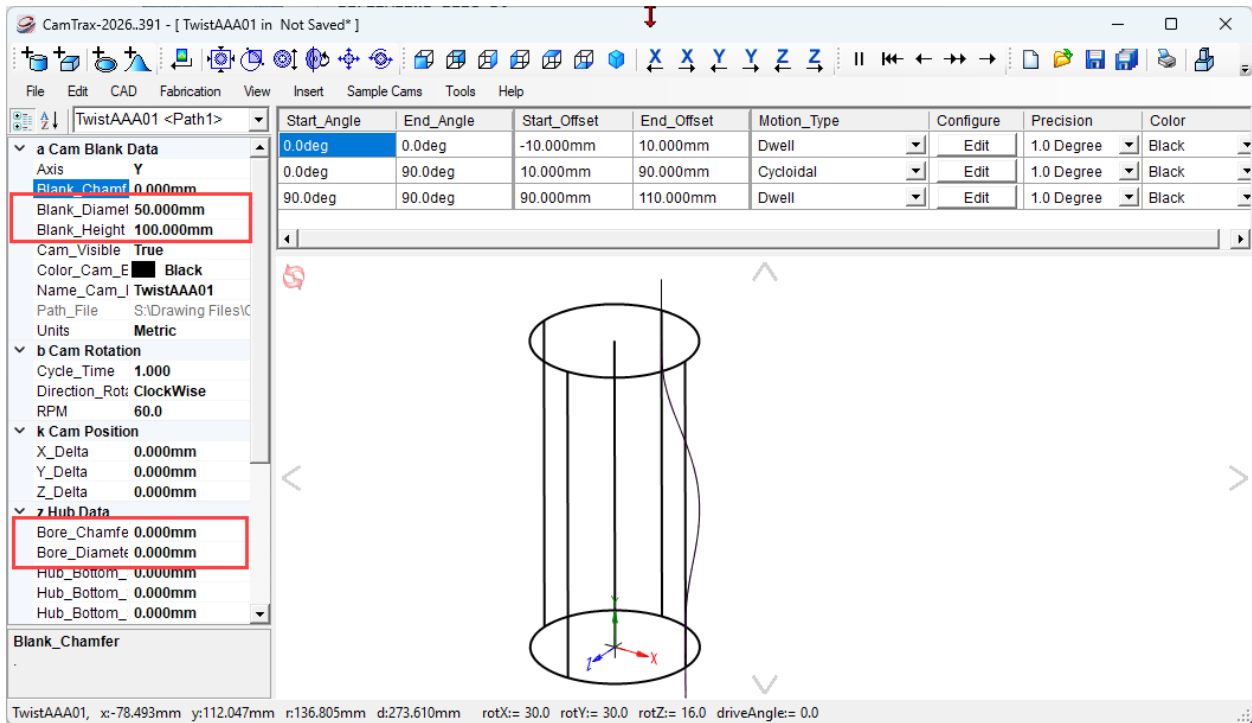 CamTrax-2026..391 - [ TwistAAA01 in Not Saved* ]
X X Y Y Z Z
File Edit CAD Fabrication View Insert Sample Cams Tools Help
TwistAAA01 <Path1>
Start_Angle End_Angle Start_Offset End_Offset Motion_Type Configure Precision Color
0.0deg 0.0deg -10.000mm 10.000mm Dwell Edit 1.0 Degree Black
0.0deg 90.0deg 10.000mm 90.000mm Cycloidal Edit 1.0 Degree Black
90.0deg 90.0deg 90.000mm 110.000mm Dwell Edit 1.0 Degree Black
a Cam Blank Data
Axis Y
Blank_Chamf 0.000mm
Blank_Diamet 50.000mm
Blank_Height 100.000mm
Cam_Visible True
Color_Cam_E Black
Name_Cam_I TwistAAA01
Path_File S:\Drawing Files\C
Units Metric
b Cam Rotation
Cycle_Time 1.000
Direction_Rota ClockWise
RPM 60.0
k Cam Position
X_Delta 0.000mm
Y_Delta 0.000mm
Z_Delta 0.000mm
z Hub Data
Bore_Chamfe 0.000mm
Bore_Diamete 0.000mm
Hub_Bottom_ 0.000mm
Hub_Bottom_ 0.000mm
Hub_Bottom_ 0.000mm
Y
Z X
Blank_Chamfer
.
TwistAAA01, x:-78.493mm y:112.047mm r:136.805mm d:273.610mm rotX:= 30.0 rotY:= 30.0 rotZ:= 16.0 driveAngle:= 0.0